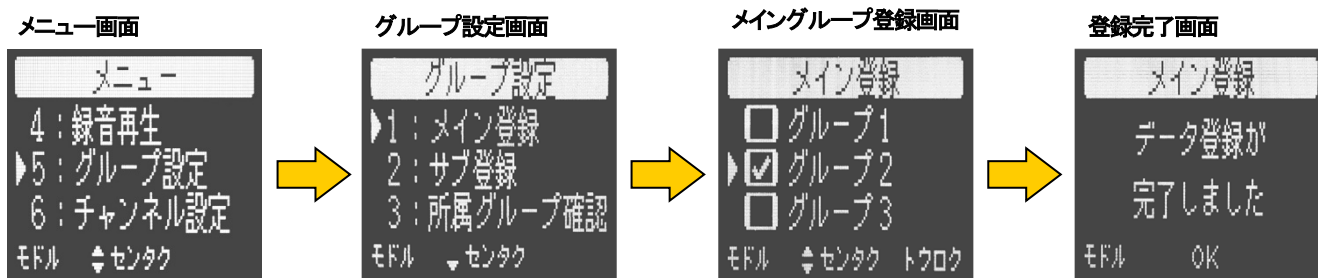 メニュー画面
メニュー
4：録音再生
5：グループ設定
6：チャンネル設定
モドル センタク
グループ設定画面
グループ設定
1：メイン登録
2：サブ登録
3：所属グループ確認
モドル センタク
メイングループ登録画面
メイン登録
グループ1
グループ2
グループ3
モドル センタク トウロク
登録完了画面
メイン登録
データ登録が
完了しました
モドル OK